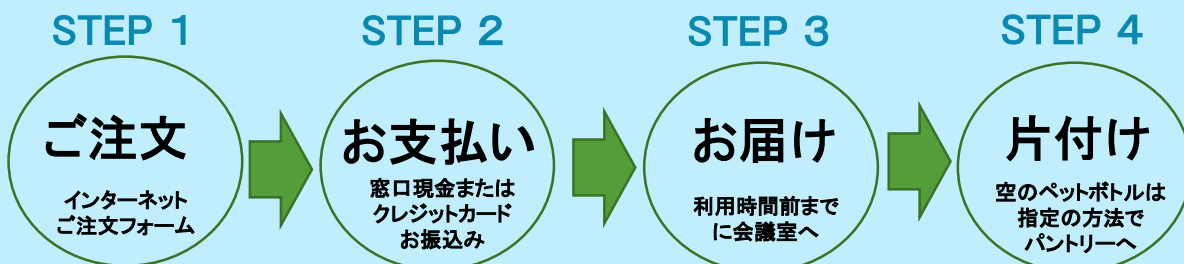 STEP 1
ご注文
インターネット
ご注文フォーム
STEP 2
お支払い
窓口現金または
クレジットカード
お振込み
STEP 3
お届け
利用時間前まで
に会議室へ
STEP 4
片付け
空のペットボトルは
指定の方法で
パントリーへ